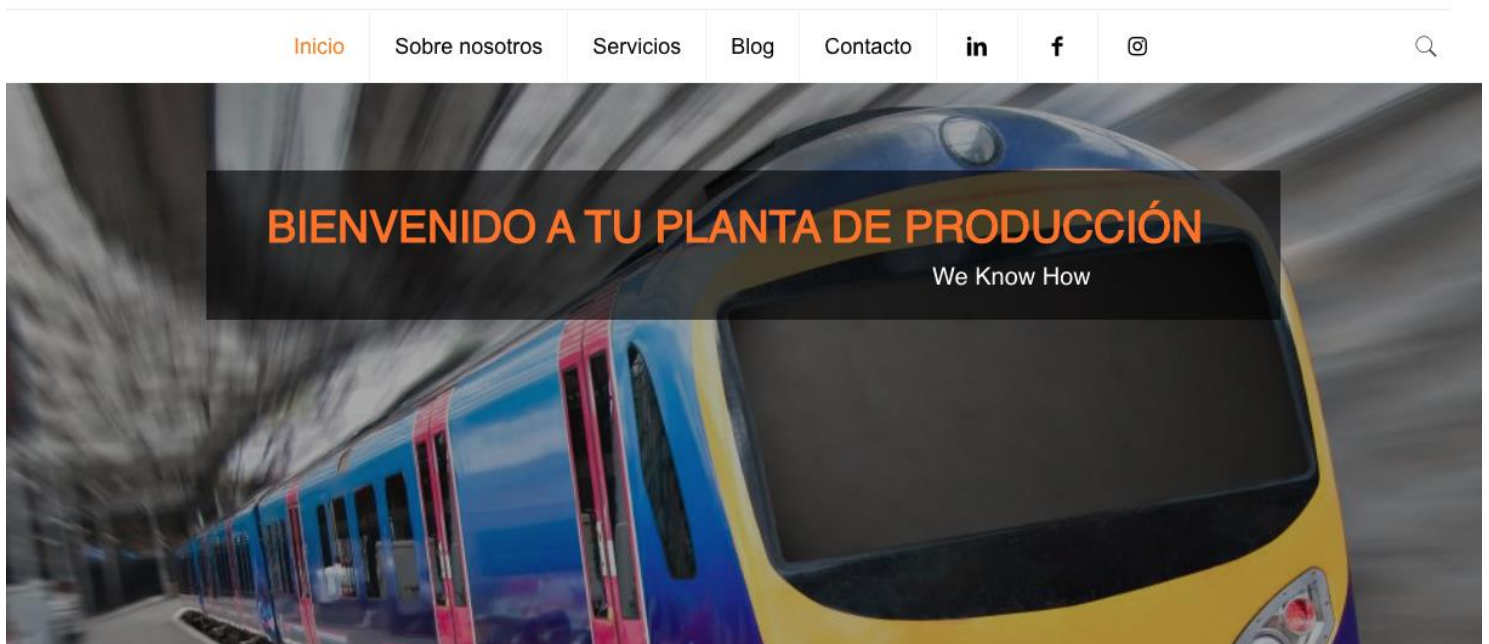 Inicio Sobre nosotros Servicios Blog Contacto in f
BIENVENIDO A TU PLANTA DE PRODUCCIÓN
We Know How